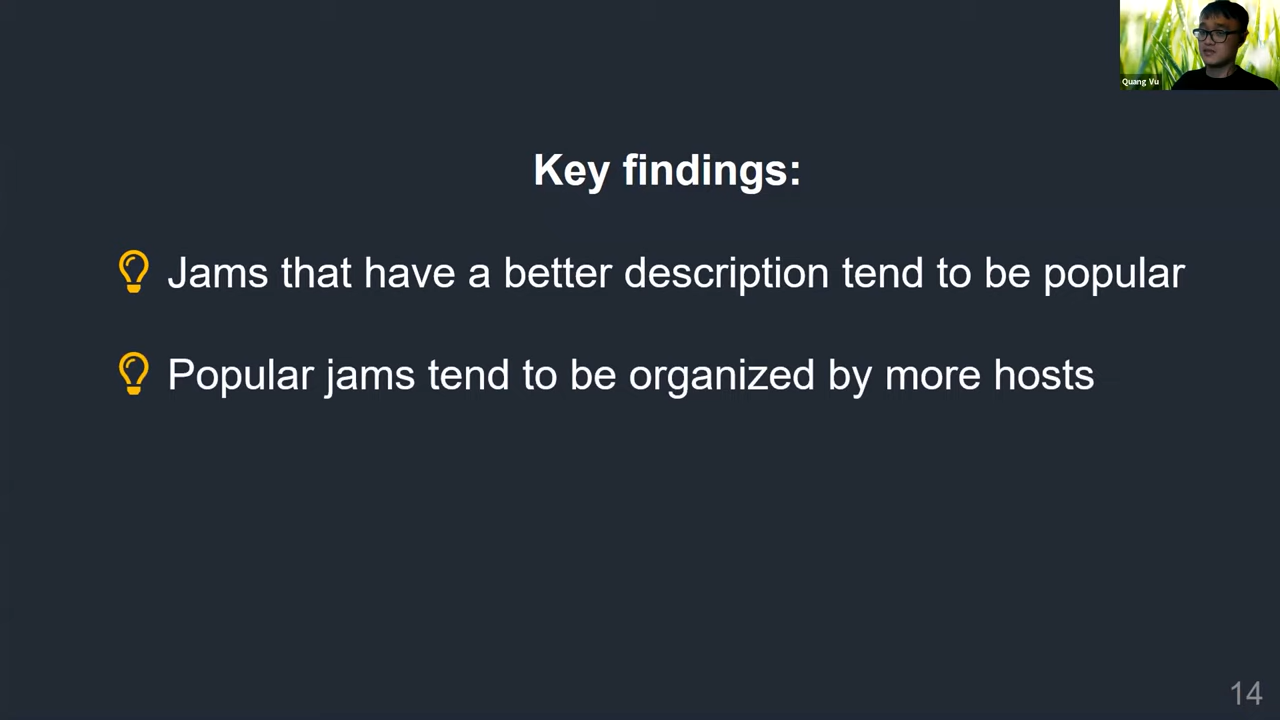 Quang Vu
Key findings:
Jams that have a better description tend to be popular
Popular jams tend to be organized by more hosts
14